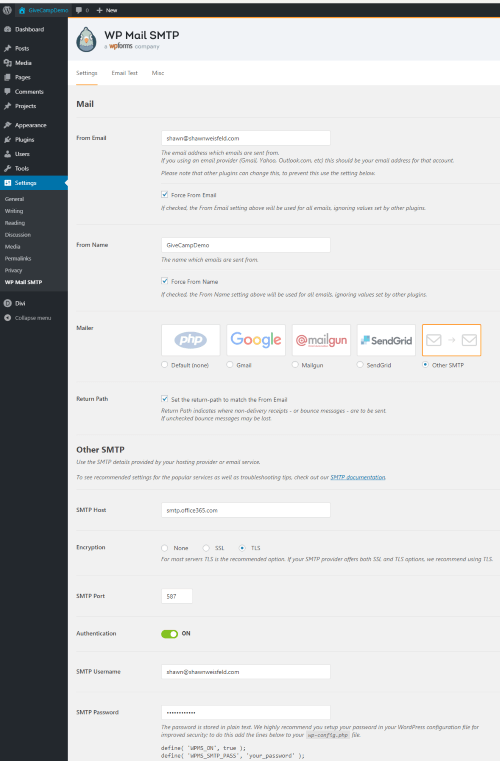 GiveCampDemo 0 + New
Dashboard
Posts
Media
Pages
Comments
Projects
Appearance
Plugins
Users
Tools
Settings
General
Writing
Reading
Discussion
Media
Permalinks
Privacy
WP Mail SMTP
Divi
Collapse menu
WP Mail SMTP
a wpforms company
Settings Email Test Misc
Mail
From Email
shawn@shawnweisfeld.com
The email address which emails are sent from.
If you using an email provider (Gmail, Yahoo, Outlook.com, etc) this should be your email address for that account.
Please note that other plugins can change this, to prevent this use the setting below.
Force From Email
If checked, the From Email setting above will be used for all emails, ignoring values set by other plugins.
From Name
GiveCampDemo
The name which emails are sent from.
Force From Name
If checked, the From Name setting above will be used for all emails, ignoring values set by other plugins.
Mailer
php Google @mailgun SendGrid
Default (none) Gmail Mailgun SendGrid Other SMTP
Return Path
Set the return-path to match the From Email
Return Path indicates where non-delivery receipts - or bounce messages - are to be sent.
If unchecked bounce messages may be lost.
Other SMTP
Use the SMTP details provided by your hosting provider or email service.
To see recommended settings for the popular services as well as troubleshooting tips, check out our SMTP documentation.
SMTP Host
smtp.office365.com
Encryption
None SSL TLS
For most servers TLS is the recommended option. If your SMTP provider offers both SSL and TLS options, we recommend using TLS.
SMTP Port
587
Authentication
ON
SMTP Username
shawn@shawnweisfeld.com
SMTP Password
••••••••••••
The password is stored in plain text. We highly recommend you setup your password in your WordPress configuration file for
improved security; to do this add the lines below to your wp-config.php file.
define( 'WPMS_ON', true );
define( 'WPMS_SMTP_PASS', 'your_password' );